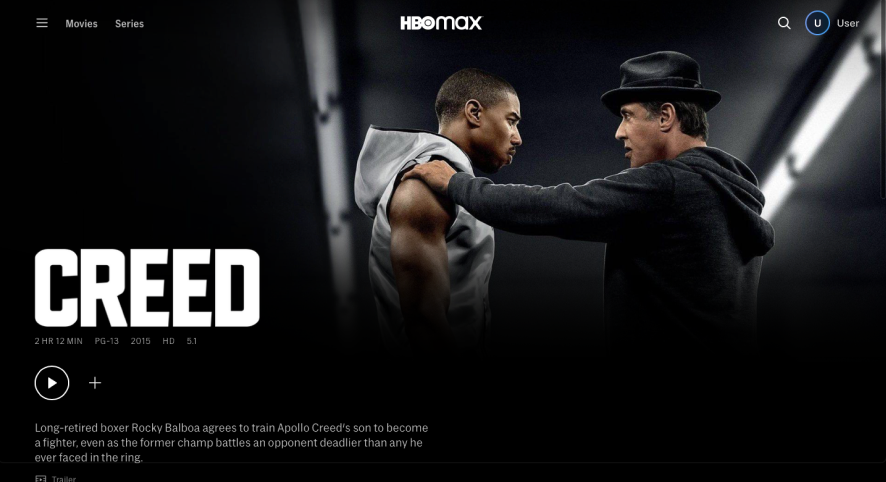 Movies Series
HBOmax
U User
CREED
2 HR 12 MIN PG-13 2015 HD 5.1
Long-retired boxer Rocky Balboa agrees to train Apollo Creed's son to become
a fighter, even as the former champ battles an opponent deadlier than any he
ever faced in the ring.
Trailer